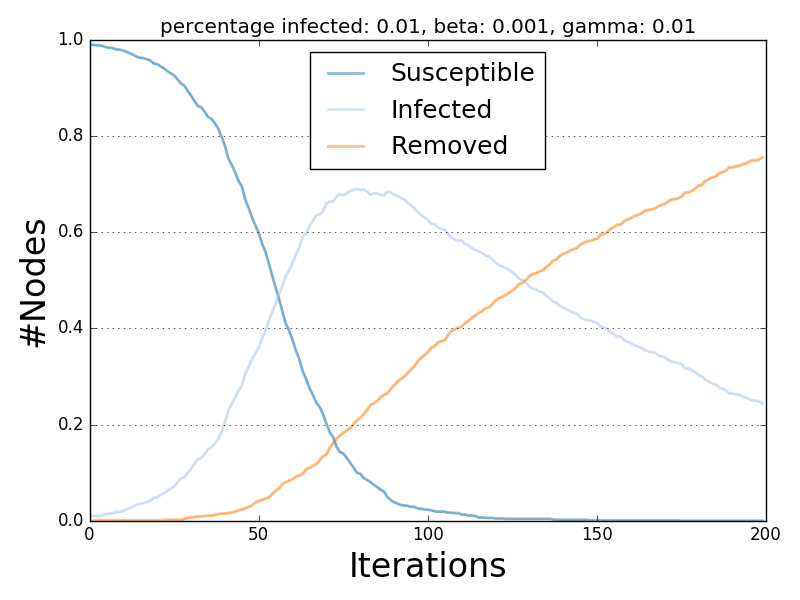 percentage infected: 0.01, beta: 0.001, gamma: 0.01
1.0
0.8
0.6
0.4
0.2
0.0
#Nodes
Susceptible
Infected
Removed
0 50 100 150 200
Iterations